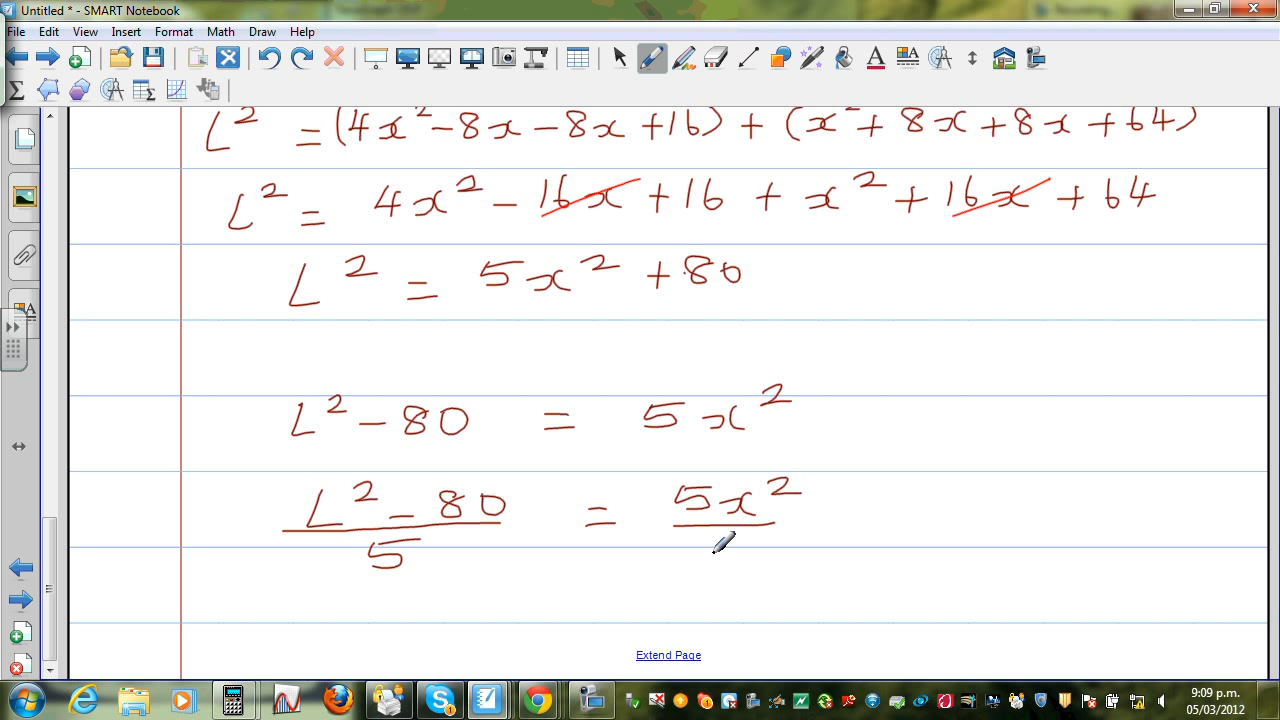 Untitled * - SMART Notebook
File Edit View Insert Format Math Draw Help
L² = (4x² - 8x - 8x + 16) + (x² + 8x + 8x + 64)
L² = 4x² - 16x + 16 + x² + 16x + 64
L² = 5x² + 80
L² - 80 = 5x²
L² - 80 = 5x²
5
Extend Page
9:09 p.m.
05/03/2012